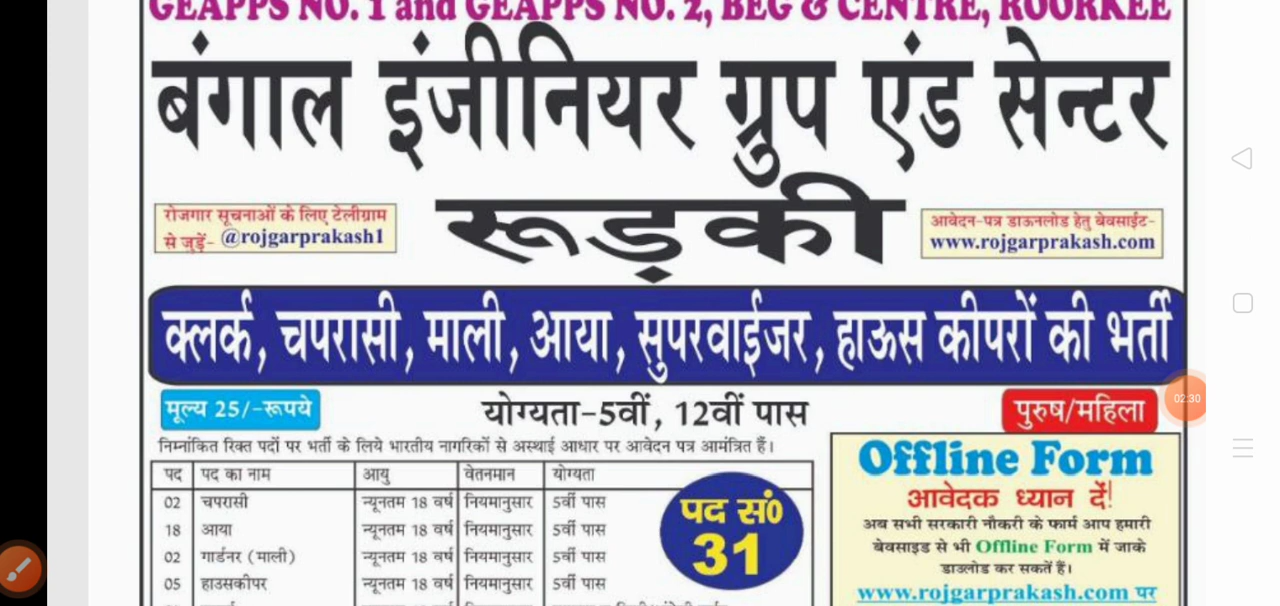 GEAPPS NO. 1 and GEAPPS NO. 2, BEG & CENTRE, ROORKEE
बंगाल इंजीनियर ग्रुप एंड सेन्टर
रूड़की
रोजगार सूचनाओं के लिए टेलीग्राम
से जुड़ें- @rojgarprakash1
आवेदन-पत्र डाऊनलोड हेतु बेवसाईट-
www.rojgarprakash.com
क्लर्क, चपरासी, माली, आया, सुपरवाईजर, हाऊस कीपरों की भर्ती
मूल्य 25/-रूपये
योग्यता-5वीं, 12वीं पास
पुरुष/महिला
निम्नांकित रिक्त पदों पर भर्ती के लिये भारतीय नागरिकों से अस्थाई आधार पर आवेदन पत्र आमंत्रित हैं।
पद पद का नाम आयु वेतनमान योग्यता
02 चपरासी न्यूनतम 18 वर्ष नियमानुसार 5वीं पास
18 आया न्यूनतम 18 वर्ष नियमानुसार 5वीं पास
02 गार्डनर (माली) न्यूनतम 18 वर्ष नियमानुसार 5वीं पास
05 हाउसकीपर न्यूनतम 18 वर्ष नियमानुसार 5वीं पास
पद सं0
31
Offline Form
आवेदक ध्यान दें!
अब सभी सरकारी नौकरी के फार्म आप हमारी
बेवसाइड से भी Offline Form में जाके
डाउलोड कर सकतें हैं।
www.rojgarprakash.com पर
02:30